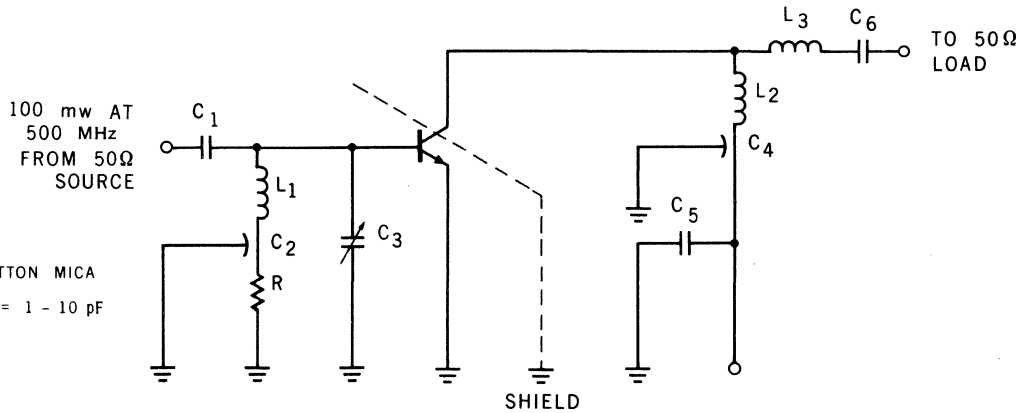 100 mw AT
500 MHz
FROM 50Ω
SOURCE
C1
L1
C2
R
C3
SHIELD
L3
C6
TO 50Ω
LOAD
L2
C4
C5
MICA
= 1 - 10 pF